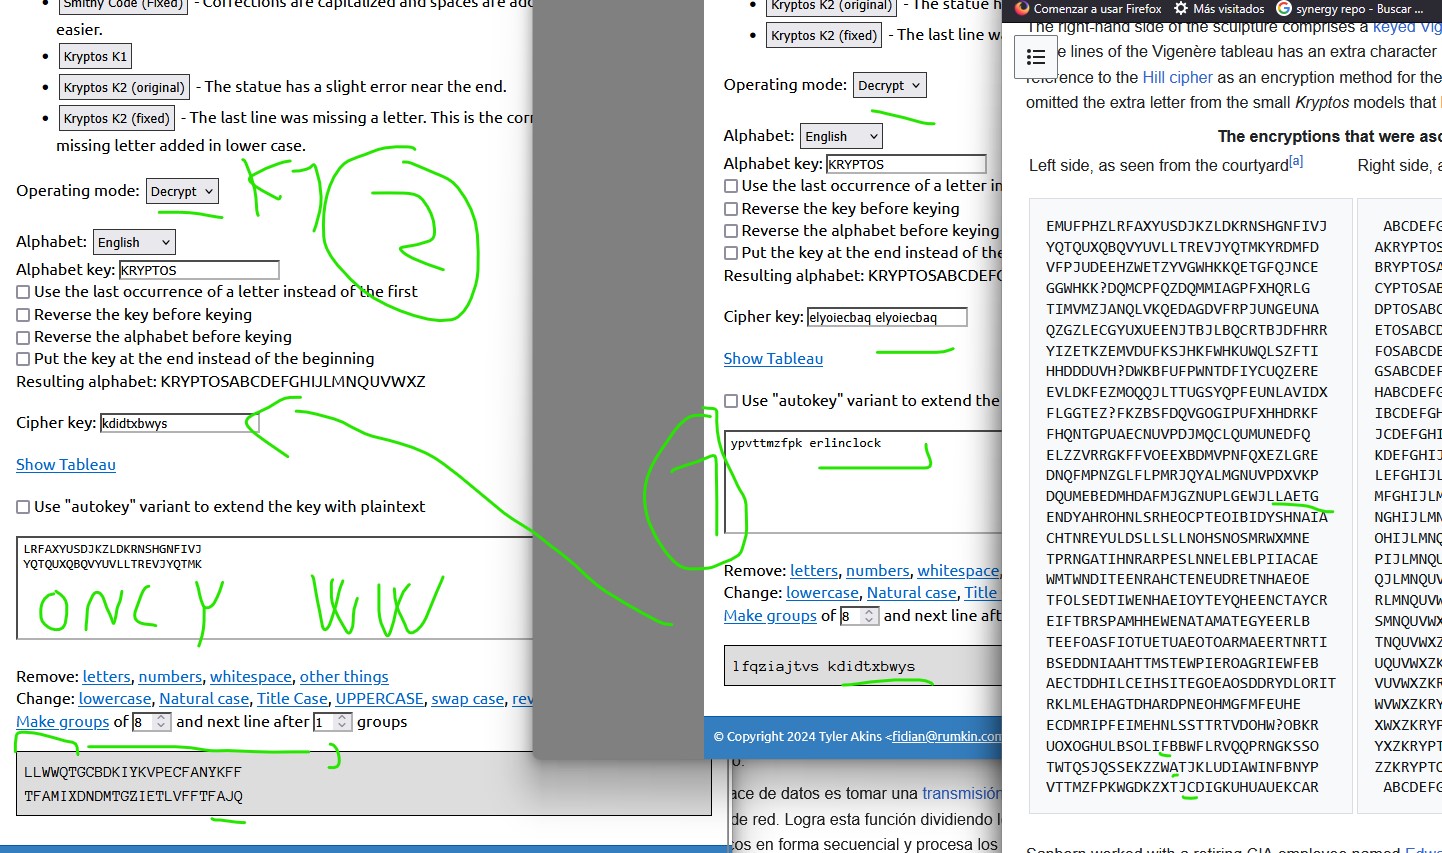 Smithy Code (Fixed) - Corrections are capitalized and spaces are
easier.
Kryptos K1
Kryptos K2 (original) - The statue has a slight error near the end.
Kryptos K2 (fixed) - The last line was missing a letter. This is the
missing letter added in lower case.
Operating mode: Decrypt
K1
2
Alphabet: English
Alphabet key: KRYPTOS
Use the last occurrence of a letter instead of the first
Reverse the key before keying
Reverse the alphabet before keying
Put the key at the end instead of the beginning
Resulting alphabet: KRYPTOSABCDEFGHIJLMNQUVWXZ
Cipher key: kdidtxbwys
Show Tableau
Use "autokey" variant to extend the key with plaintext
LRFAXYUSDJKZLDKRNSHGNFIVJ
YQTQUXQBQVYUVLLTREVJYQTMK
ONLY WW
Remove: letters, numbers, whitespace, other things
Change: lowercase, Natural case, Title Case, UPPERCASE, swap case,
Make groups of 8 and next line after 1 groups
LLWWQTGCBDKIYKVPECFANYKFF
TFAMIXDNDMTGZIETLVFFTFAJQ
Kryptos K2 (original) - The statue
Kryptos K2 (fixed) - The last line
Operating mode: Decrypt
Alphabet: English
Alphabet key: KRYPTOS
Use the last occurrence of a letter
Reverse the key before keying
Reverse the alphabet before keying
Put the key at the end instead of the
Resulting alphabet: KRYPTOSABCDEF
Cipher key: elyoiecbaq elyoiecbaq
Show Tableau
Use "autokey" variant to extend the
ypvttmzfpk erlinclock
1
Remove: letters, numbers, whitespace,
Change: lowercase, Natural case, Title
Make groups of 8 and next line
lfqziajtvs kdidtxbwys
© Copyright 2024 Tyler Akins <fidian@rumkin.com
ace de datos es tomar una transmisión
de red. Logra esta función dividiendo
os en forma secuencial y procesa los
Comenzar a usar Firefox Más visitados synergy repo - Buscar ...
The right-hand side of the sculpture comprises a keyed Vig
lines of the Vigenère tableau has an extra character
reference to the Hill cipher as an encryption method for the
omitted the extra letter from the small Kryptos models that
The encryptions that were
Left side, as seen from the courtyard[a] Right side,
EMUFPHZLRFAXYUSDJKZLDKRNSHGNFIVJ ABCDEFG
YQTQUXQBQVYUVLLTREVJYQTMKYRDMFD AKRYPTOS
VFPJUDEEHZWETZYVGWHKKQETGFQJNCE BRYPTOSA
GGWHKK?DQMCPFQZDQMMIAGPFXHQRLG CYPTOSAB
TIMVMZJANQLVKQEDAGDVFRPJUNGEUNA DPTOSABC
QZGZLECGYUXUEENJTBJLBQCRTBJDFHRR ETOSABCD
YIZETKZEMVDUFKSJHKFWHKUWQLSZFTI FOSABCDE
HHDDDUVH?DWKBFUFPWNTDFIYCUQZERE GSABCDEF
EVLDKFEZMOQQJLTTUGSYQPFEUNLAVIDX HABCDEFG
FLGGTEZ?FKZBSFDQVGOGIPUFXHHDRKF IBCDEFGH
FHQNTGPUAECNUVPDJMQCLQUMUNEDFQ JCDEFGHI
ELZZVRRGKFFVOEEXBDMVPNFQXEZLGRE KDEFGHIJ
DNQFMPNZGLFLPMRJQYALMGNUVPDXVKP LEFGHIJL
DQUMEBEDMHDAFMJGZNUPLGEWJLLAETG MFGHIJLM
ENDYAHROHNLSRHEOCPTEOIBIDYSHNAIA NGHIJLMN
CHTNREYULDSLLSLLNOHSNOSMRWXMNE OHIJLMNQ
TPRNGATIHNRARPESLNNELEBLPIIACAE PIJLMNQU
WMTWNDITEENRAHCTENEUDRETNHAEOE QJLMNQUV
TFOLSEDTIWENHAEIOYTEYQHEENCTAYCR RLMNQUVW
EIFTBRSPAMHHEWENATAMATEGYEERLB SMNQUVWX
TEEFOASFIOTUETUAEOTOARMAEERTNRTI TNQUVWXZ
BSEDDNIAAHTTMSTEWPIEROAGRIEWFEB UQUVWXZK
AECTDDHILCEIHSITEGOEAOSDDRYDLORIT VUVWXZKR
RKLMLEHAGTDHARDPNEOHMGFMFEUHE WVWXZKRY
ECDMRIPFEIMEHNLSSTTRTVDOHW?OBKR XWXZKRYP
UOXOGHULBSOLIFBBWFLRVQQPRNGKSSO YXZKRYPT
TWTQSJQSSEKZZWATJKLUDIAWINFBNYP ZZKRYPTO
VTTMZFPKWGDKZXTJCDIGKUHUAUEKCAR ABCDEFG